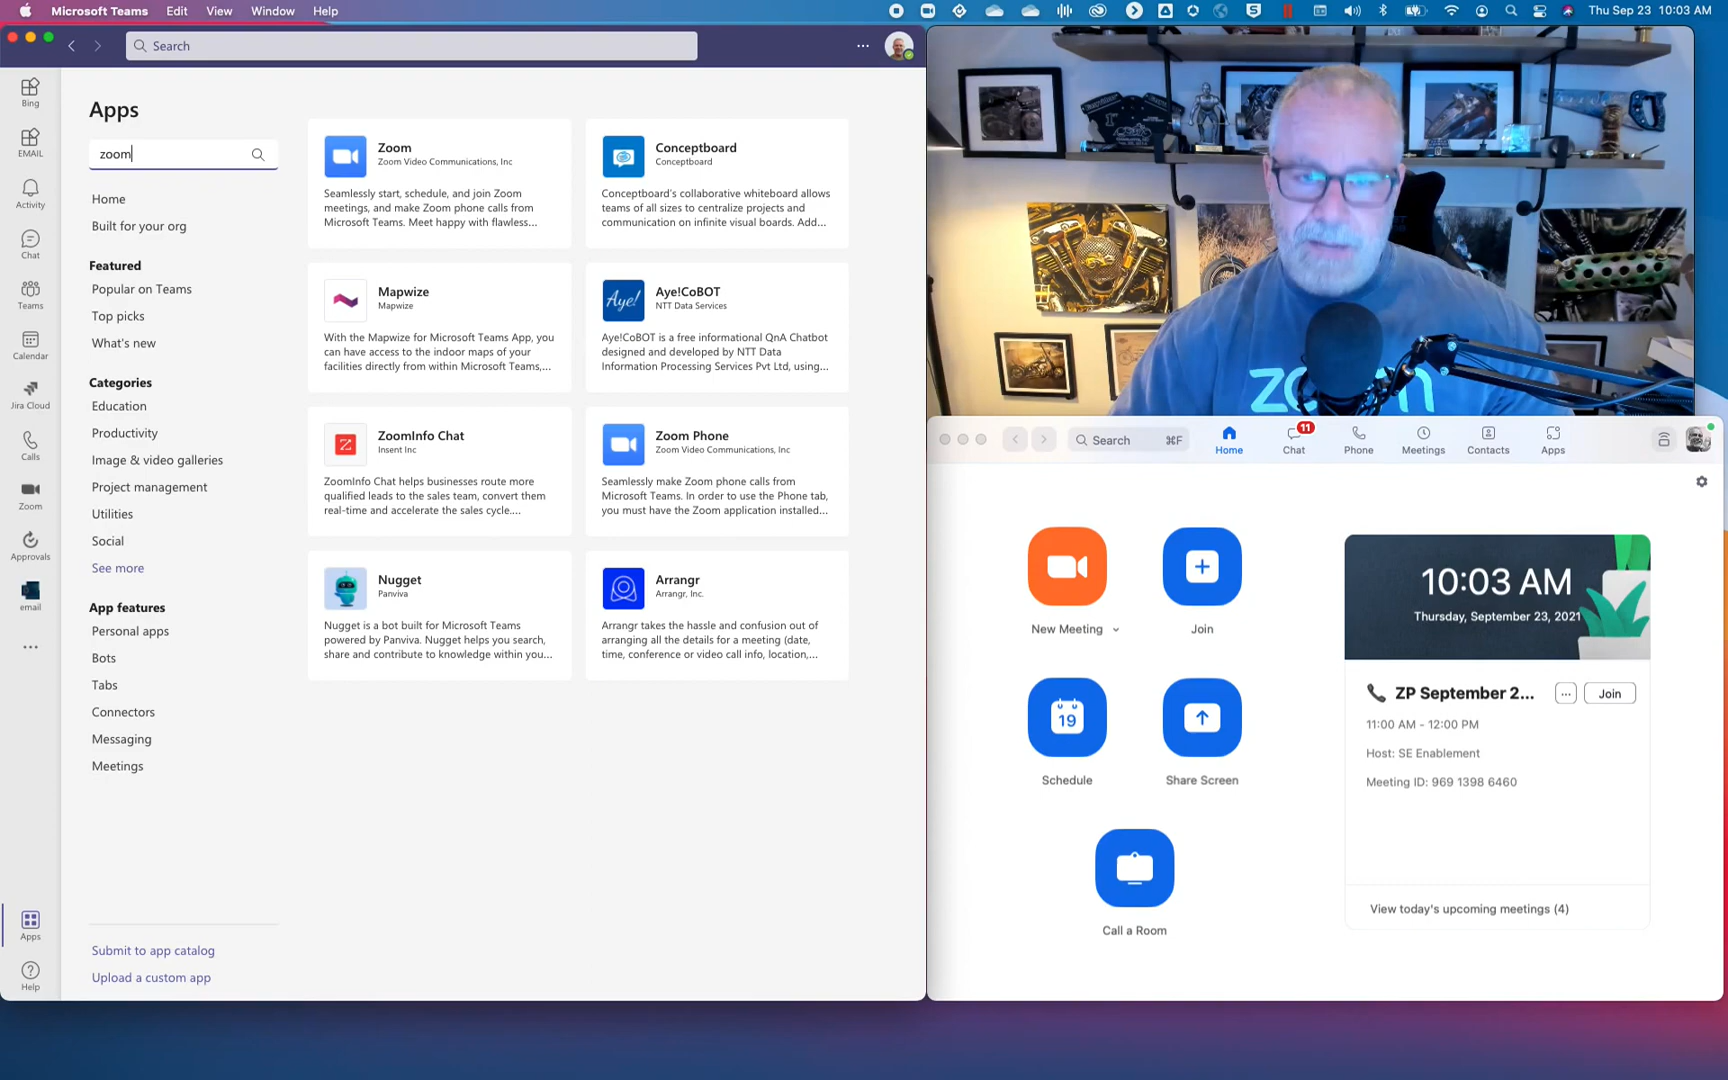 Microsoft Teams Edit View Window Help
Thu Sep 23 10:03 AM
Search
Bing
EMAIL
Activity
Chat
Teams
Calendar
Jira Cloud
Calls
Zoom
Approvals
email
Apps
Help
Apps
zoom
Home
Built for your org
Featured
Popular on Teams
Top picks
What's new
Categories
Education
Productivity
Image & video galleries
Project management
Utilities
Social
See more
App features
Personal apps
Bots
Tabs
Connectors
Messaging
Meetings
Submit to app catalog
Upload a custom app
Zoom
Zoom Video Communications, Inc
Seamlessly start, schedule, and join Zoom
meetings, and make Zoom phone calls from
Microsoft Teams. Meet happy with flawless...
Conceptboard
Conceptboard
Conceptboard's collaborative whiteboard allows
teams of all sizes to centralize projects and
communication on infinite visual boards. Add...
Mapwize
Mapwize
With the Mapwize for Microsoft Teams App, you
can have access to the indoor maps of your
facilities directly from within Microsoft Teams,...
Aye!
Aye!CoBOT
NTT Data Services
Aye!CoBOT is a free informational QnA Chatbot
designed and developed by NTT Data
Information Processing Services Pvt Ltd, using...
Z
ZoomInfo Chat
Insent Inc
ZoomInfo Chat helps businesses route more
qualified leads to the sales team, convert them
real-time and accelerate the sales cycle....
Zoom Phone
Zoom Video Communications, Inc
Seamlessly make Zoom phone calls from
Microsoft Teams. In order to use the Phone tab,
you must have the Zoom application installed...
Nugget
Panviva
Nugget is a bot built for Microsoft Teams
powered by Panviva. Nugget helps you search,
share and contribute to knowledge within you...
Arrangr
Arrangr, Inc.
Arrangr takes the hassle and confusion out of
arranging all the details for a meeting (date,
time, conference or video call info, location,...
zoom
Search ⌘F
Home
11
Chat
Phone
Meetings
Contacts
Apps
New Meeting
Join
19
Schedule
Share Screen
Call a Room
10:03 AM
Thursday, September 23, 2021
ZP September 2... ... Join
11:00 AM - 12:00 PM
Host: SE Enablement
Meeting ID: 969 1398 6460
View today's upcoming meetings (4)